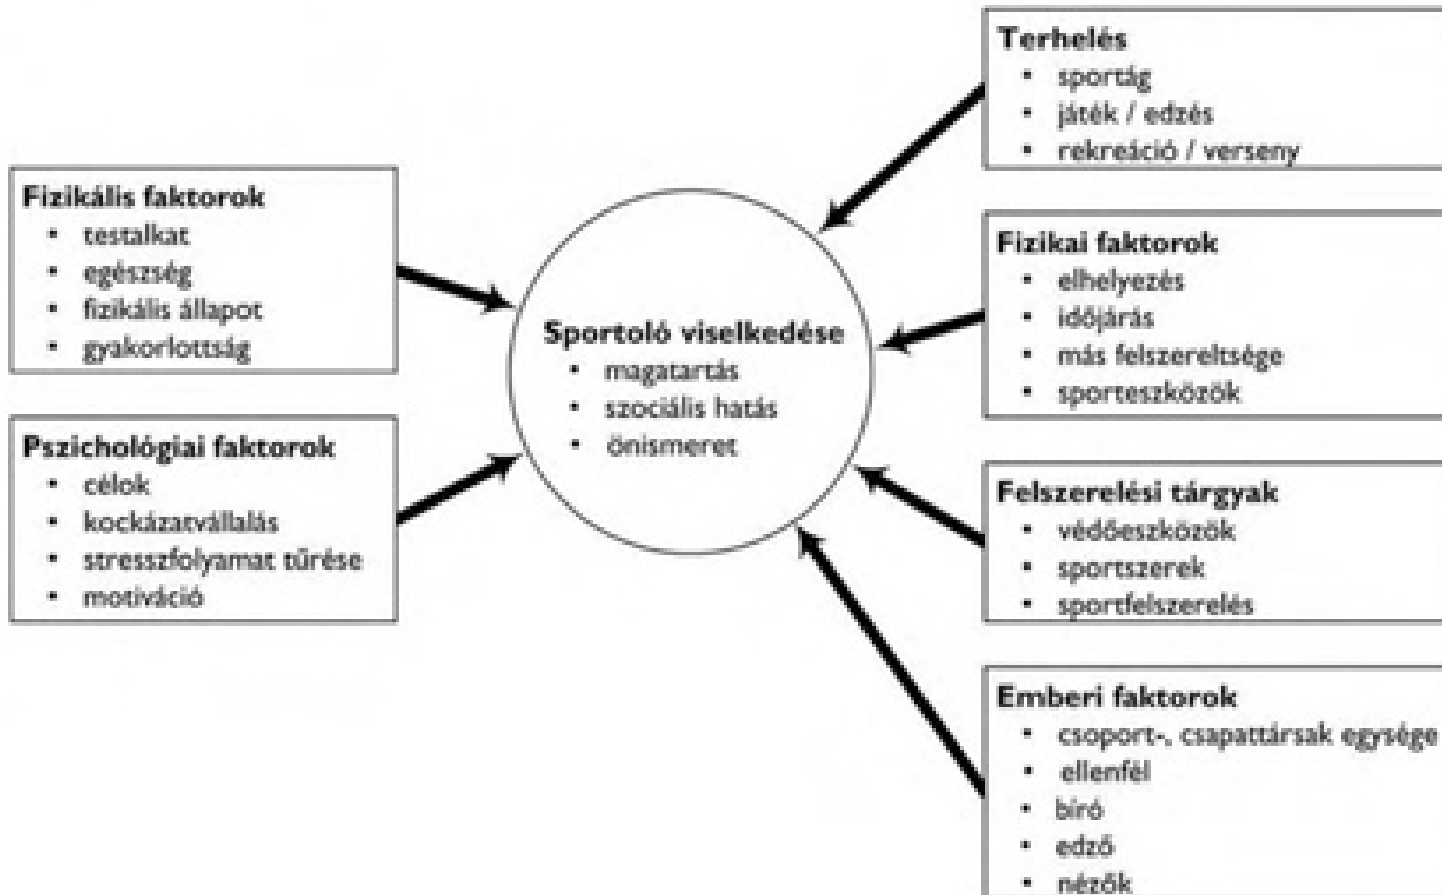 Fizikális faktorok
• testalkat
• egészség
• fizikális állapot
• gyakorlottság
Pszichológiai faktorok
• célok
• kockázatvállalás
• stresszfolyamat tűrése
• motiváció
Sportoló viselkedése
• magatartás
• szociális hatás
• önismeret
Terhelés
• sportág
• játék / edzés
• rekreáció / verseny
Fizikai faktorok
• elhelyezés
• időjárás
• más felszereltsége
• sporteszközök
Felszerelési tárgyak
• védőeszközök
• sportszerek
• sportfelszerelés
Emberi faktorok
• csoport-, csapattársak egysége
• ellenfél
• bíró
• edző
• nézők